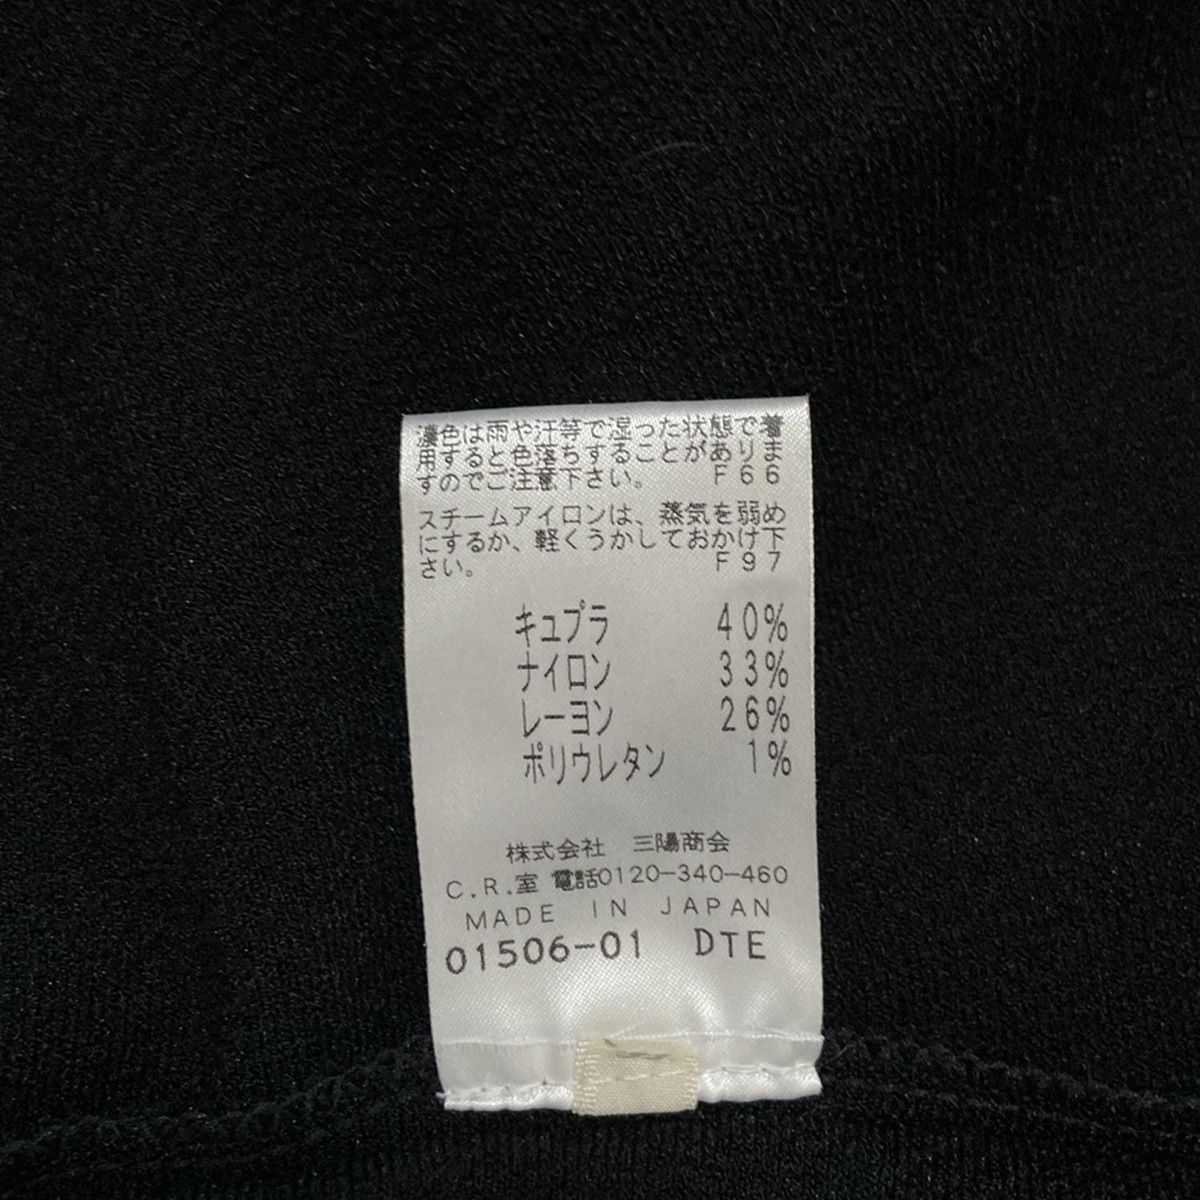 濃色は雨や汗等で湿った状態で着
用すると色落ちすることがありま
すのでご注意下さい。 F66
スチームアイロンは、蒸気を弱め
にするか、軽くうかしておかけ下
さい。 F97
キュプラ 40%
ナイロン 33%
レーヨン 26%
ポリウレタン 1%
株式会社 三陽商会
C.R.室 電話0120-340-460
MADE IN JAPAN
01506-01 DTE